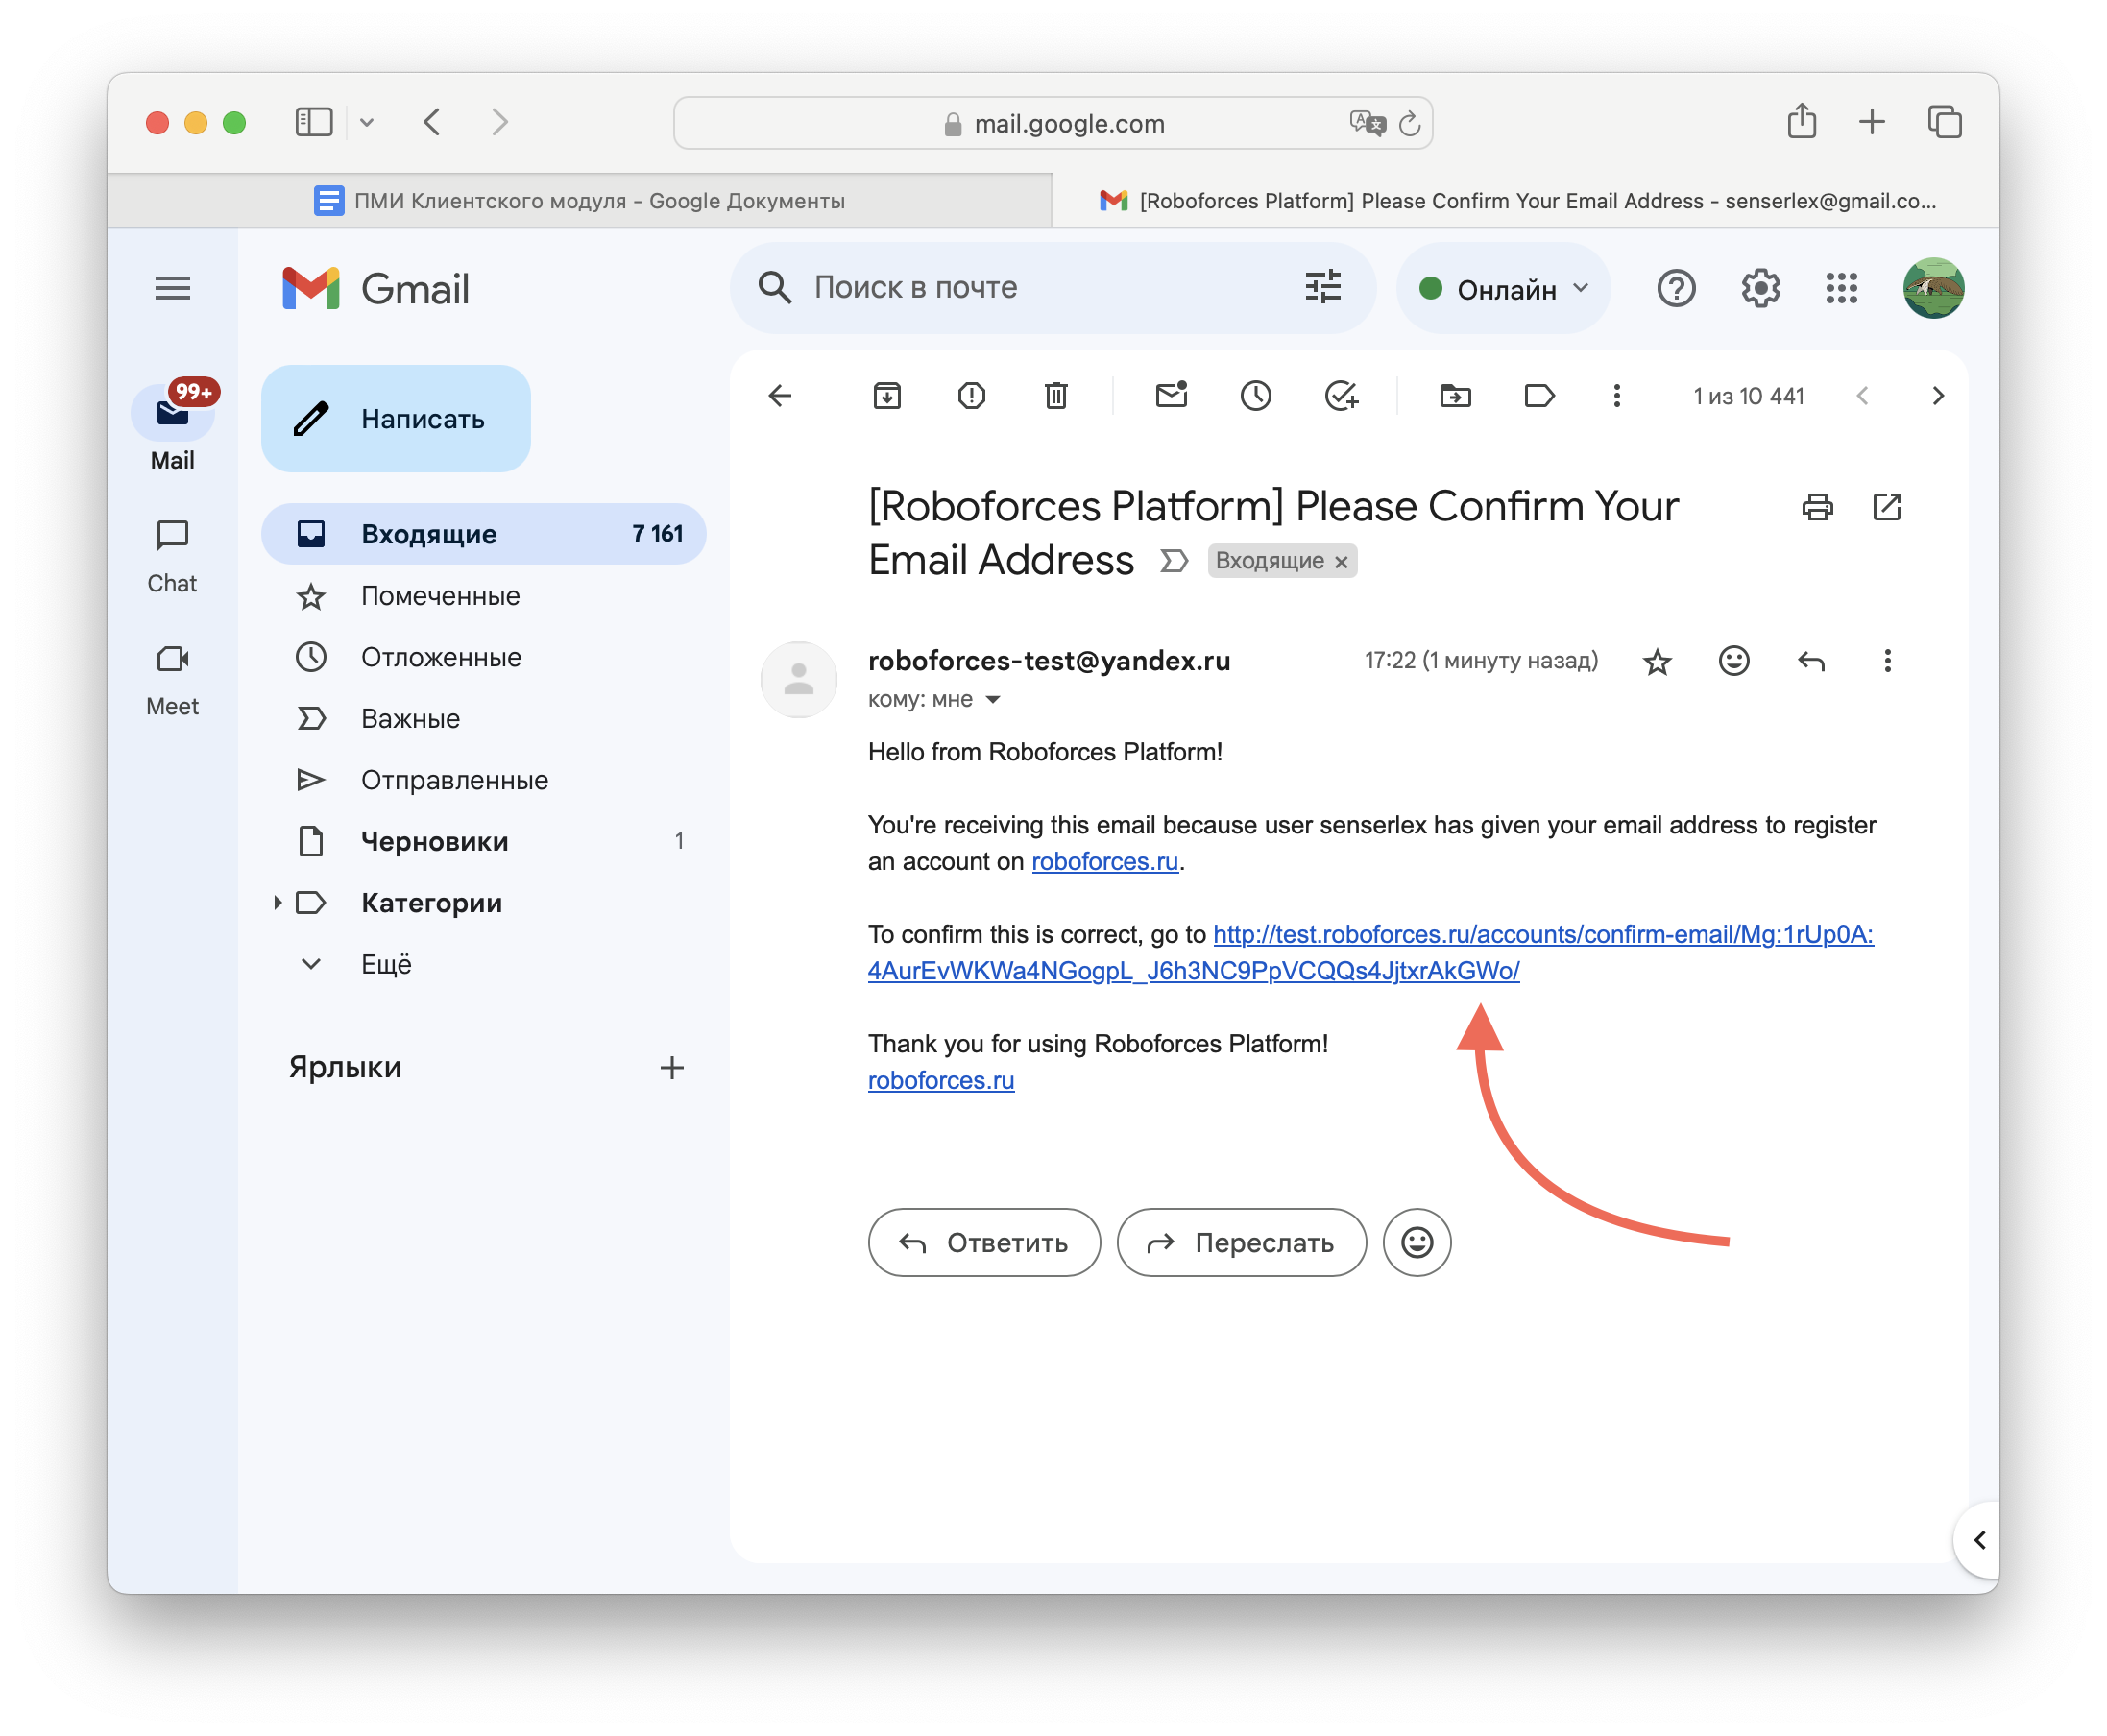 mail.google.com
ПМИ Клиентского модуля - Google Документы
[Roboforces Platform] Please Confirm Your Email Address - senserlex@gmail.co...
Gmail
Поиск в почте
Онлайн
99+
Mail
Chat
Meet
Написать
Входящие 7 161
Помеченные
Отложенные
Важные
Отправленные
Черновики 1
Категории
Ещё
Ярлыки
1 из 10 441
[Roboforces Platform] Please Confirm Your
Email Address Входящие
roboforces-test@yandex.ru 17:22 (1 минуту назад)
кому: мне
Hello from Roboforces Platform!
You're receiving this email because user senserlex has given your email address to register
an account on roboforces.ru.
To confirm this is correct, go to http://test.roboforces.ru/accounts/confirm-email/Mg:1rUp0A:
4AurEvWKWa4NGogpL_J6h3NC9PpVCQQs4JjtxrAkGWo/
Thank you for using Roboforces Platform!
roboforces.ru
Ответить
Переслать